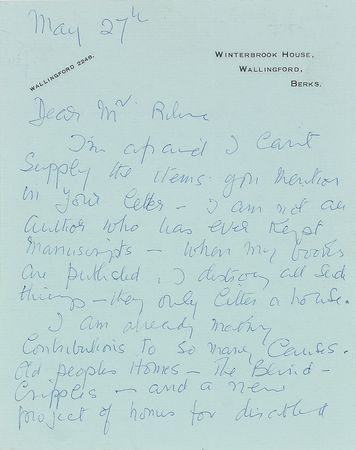 May 27th
WALLINGFORD 2248.
WINTERBROOK HOUSE,
WALLINGFORD,
BERKS.
Dear Mr
I'm afraid I can't
supply the items you mention
in your letter – I am not an
author who has ever kept
manuscripts – when my books
are published, I destroy all such
things – they only litter a house.
I am already making
contributions to so many Causes.
Old peoples Homes – the Blind –
Cripples – and a new
project of homes for disabled